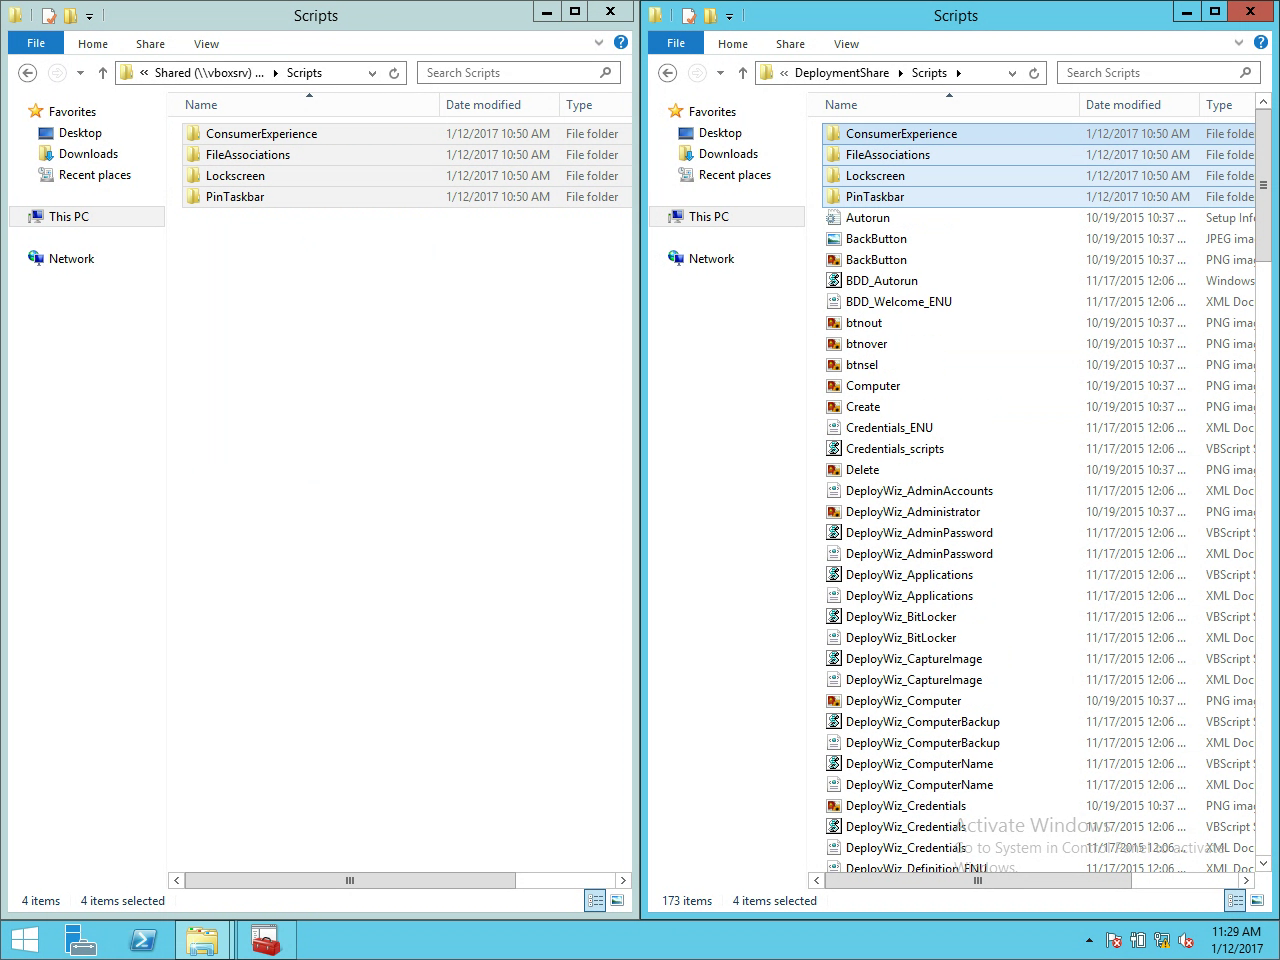 Scripts
File
Home
Share
View
« Shared (\\vboxsrv) ...
Scripts
Search Scripts
Name
Date modified
Type
Favorites
Desktop
Downloads
Recent places
This PC
Network
ConsumerExperience 1/12/2017 10:50 AM File folder
FileAssociations 1/12/2017 10:50 AM File folder
Lockscreen 1/12/2017 10:50 AM File folder
PinTaskbar 1/12/2017 10:50 AM File folder
4 items 4 items selected
Scripts
File
Home
Share
View
« DeploymentShare
Scripts
Search Scripts
Name
Date modified
Type
Favorites
Desktop
Downloads
Recent places
This PC
Network
ConsumerExperience 1/12/2017 10:50 AM File folde
FileAssociations 1/12/2017 10:50 AM File folde
Lockscreen 1/12/2017 10:50 AM File folde
PinTaskbar 1/12/2017 10:50 AM File folde
Autorun 10/19/2015 10:37 ... Setup Inf
BackButton 10/19/2015 10:37 ... JPEG ima
BackButton 10/19/2015 10:37 ... PNG ima
BDD_Autorun 11/17/2015 12:06 ... Windows
BDD_Welcome_ENU 11/17/2015 12:06 ... XML Doc
btnout 10/19/2015 10:37 ... PNG ima
btnover 10/19/2015 10:37 ... PNG ima
btnsel 10/19/2015 10:37 ... PNG ima
Computer 10/19/2015 10:37 ... PNG ima
Create 10/19/2015 10:37 ... PNG ima
Credentials_ENU 11/17/2015 12:06 ... XML Doc
Credentials_scripts 11/17/2015 12:06 ... VBScript S
Delete 10/19/2015 10:37 ... PNG ima
DeployWiz_AdminAccounts 11/17/2015 12:06 ... XML Doc
DeployWiz_Administrator 10/19/2015 10:37 ... PNG ima
DeployWiz_AdminPassword 11/17/2015 12:06 ... VBScript S
DeployWiz_AdminPassword 11/17/2015 12:06 ... XML Doc
DeployWiz_Applications 11/17/2015 12:06 ... VBScript S
DeployWiz_Applications 11/17/2015 12:06 ... XML Doc
DeployWiz_BitLocker 11/17/2015 12:06 ... VBScript S
DeployWiz_BitLocker 11/17/2015 12:06 ... XML Doc
DeployWiz_CaptureImage 11/17/2015 12:06 ... VBScript S
DeployWiz_CaptureImage 11/17/2015 12:06 ... XML Doc
DeployWiz_Computer 10/19/2015 10:37 ... PNG ima
DeployWiz_ComputerBackup 11/17/2015 12:06 ... VBScript S
DeployWiz_ComputerBackup 11/17/2015 12:06 ... XML Doc
DeployWiz_ComputerName 11/17/2015 12:06 ... VBScript S
DeployWiz_ComputerName 11/17/2015 12:06 ... XML Doc
DeployWiz_Credentials 10/19/2015 10:37 ... PNG ima
DeployWiz_Credentials 11/17/2015 12:06 ... VBScript S
DeployWiz_Credentials 11/17/2015 12:06 ... XML Doc
DeployWiz_Definition_ENU 11/17/2015 12:06 ... XML Doc
Activate Windows
Go to System in Control Panel to activate
Windows.
173 items 4 items selected
11:29 AM
1/12/2017